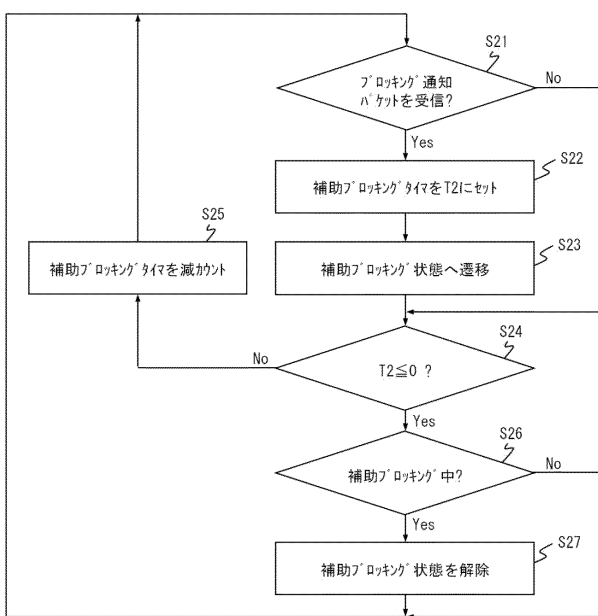 S21
ブロッキング通知
パケットを受信?
No
Yes
S22
補助ブロッキングタイマをT2にセット
S25
補助ブロッキングタイマを減カウント
S23
補助ブロッキング状態へ遷移
S24
T2≦0 ?
No
Yes
S26
補助ブロッキング中?
No
Yes
S27
補助ブロッキング状態を解除